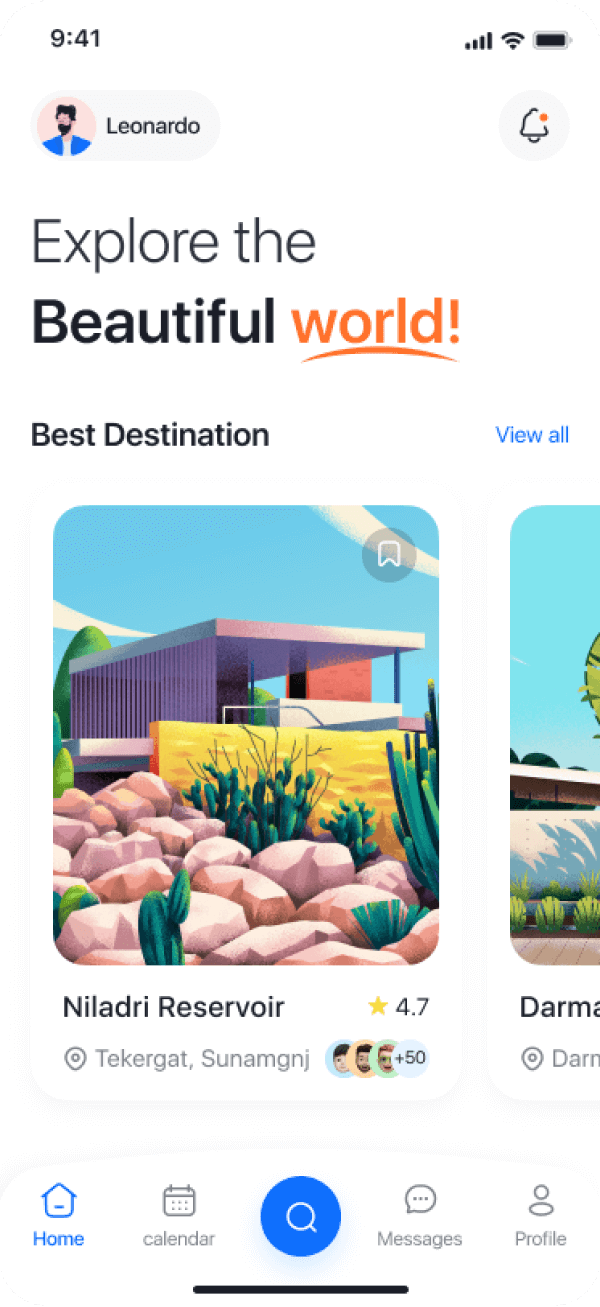 9:41
Leonardo
Explore the
Beautiful world!
Best Destination
View all
Niladri Reservoir
4.7
Tekergat, Sunamgnj
+50
Darma
Darn
Home
calendar
Messages
Profile